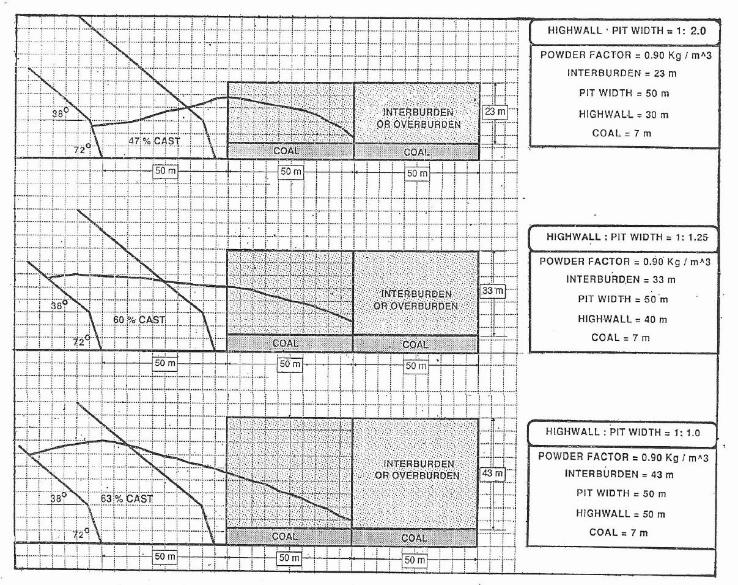 HIGHWALL : PIT WIDTH = 1: 2.0
POWDER FACTOR = 0.90 Kg / m^3
INTERBURDEN = 23 m
PIT WIDTH = 50 m
HIGHWALL = 30 m
COAL = 7 m
38°
72°
47 % CAST
INTERBURDEN
OR OVERBURDEN
23 m
COAL
COAL
50 m
50 m
50 m
HIGHWALL : PIT WIDTH = 1: 1.25
POWDER FACTOR = 0.90 Kg / m^3
INTERBURDEN = 33 m
PIT WIDTH = 50 m
HIGHWALL = 40 m
COAL = 7 m
38°
72°
60 % CAST
INTERBURDEN
OR OVERBURDEN
33 m
COAL
COAL
50 m
50 m
50 m
HIGHWALL : PIT WIDTH = 1: 1.0
POWDER FACTOR = 0.90 Kg / m^3
INTERBURDEN = 43 m
PIT WIDTH = 50 m
HIGHWALL = 50 m
COAL = 7 m
38°
72°
63 % CAST
INTERBURDEN
OR OVERBURDEN
43 m
COAL
COAL
50 m
50 m
50 m